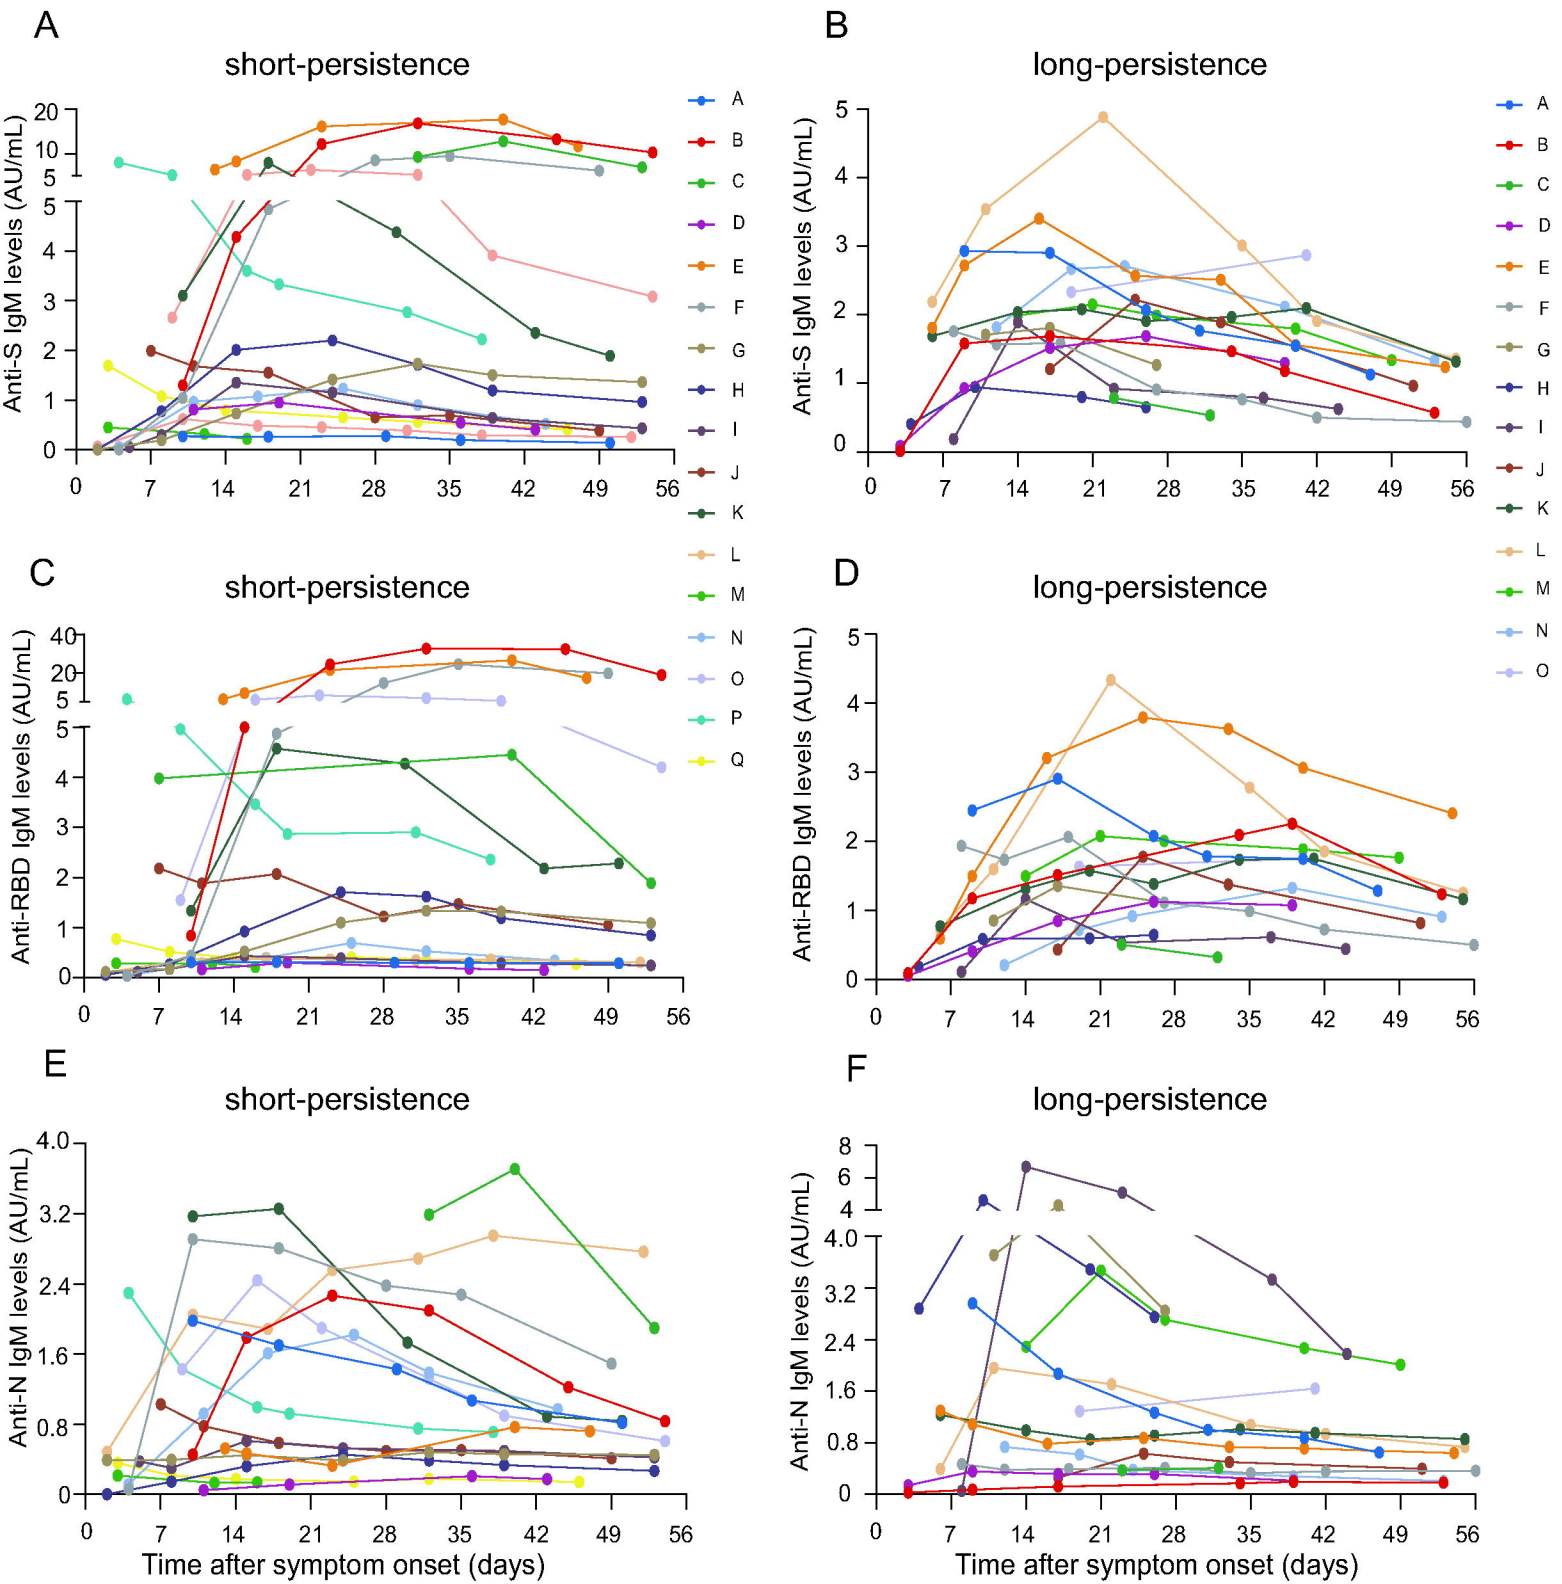 A
short-persistence
Anti-S IgM levels (AU/mL)
20
10
5
5
4
3
2
1
0
0 7 14 21 28 35 42 49 56
A
B
C
D
E
F
G
H
I
J
K
L
M
N
O
P
Q
B
long-persistence
Anti-S IgM levels (AU/mL)
5
4
3
2
1
0
0 7 14 21 28 35 42 49 56
A
B
C
D
E
F
G
H
I
J
K
L
M
N
O
C
short-persistence
Anti-RBD IgM levels (AU/mL)
40
20
5
5
4
3
2
1
0
0 7 14 21 28 35 42 49 56
D
long-persistence
Anti-RBD IgM levels (AU/mL)
5
4
3
2
1
0
0 7 14 21 28 35 42 49 56
E
short-persistence
Anti-N IgM levels (AU/mL)
4.0
3.2
2.4
1.6
0.8
0
0 7 14 21 28 35 42 49 56
Time after symptom onset (days)
F
long-persistence
Anti-N IgM levels (AU/mL)
8
6
4
4.0
3.2
2.4
1.6
0.8
0
0 7 14 21 28 35 42 49 56
Time after symptom onset (days)